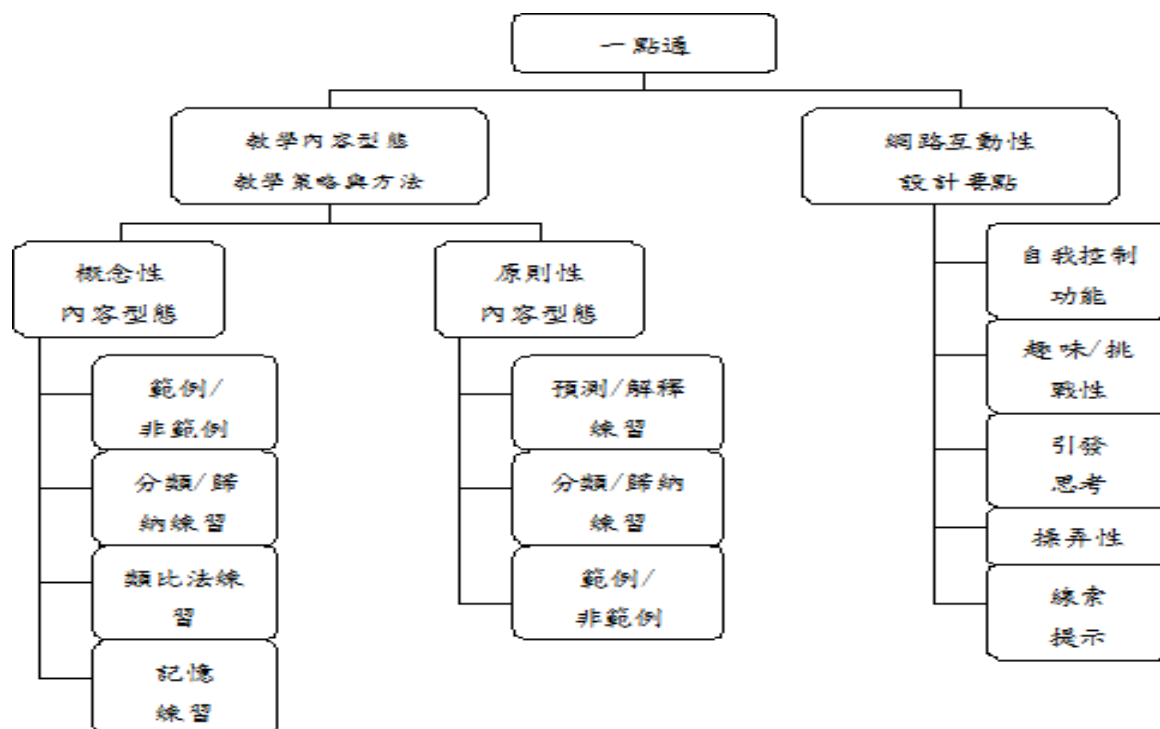 一點通
教學內容型態
教學策略與方法
網路互動性
設計要點
概念性
內容型態
原則性
內容型態
範例/
非範例
分類/歸
納練習
類比法練
習
記憶
練習
預測/解釋
練習
分類/歸納
練習
範例/
非範例
自我控制
功能
趣味/挑
戰性
引發
思考
操弄性
線索
提示